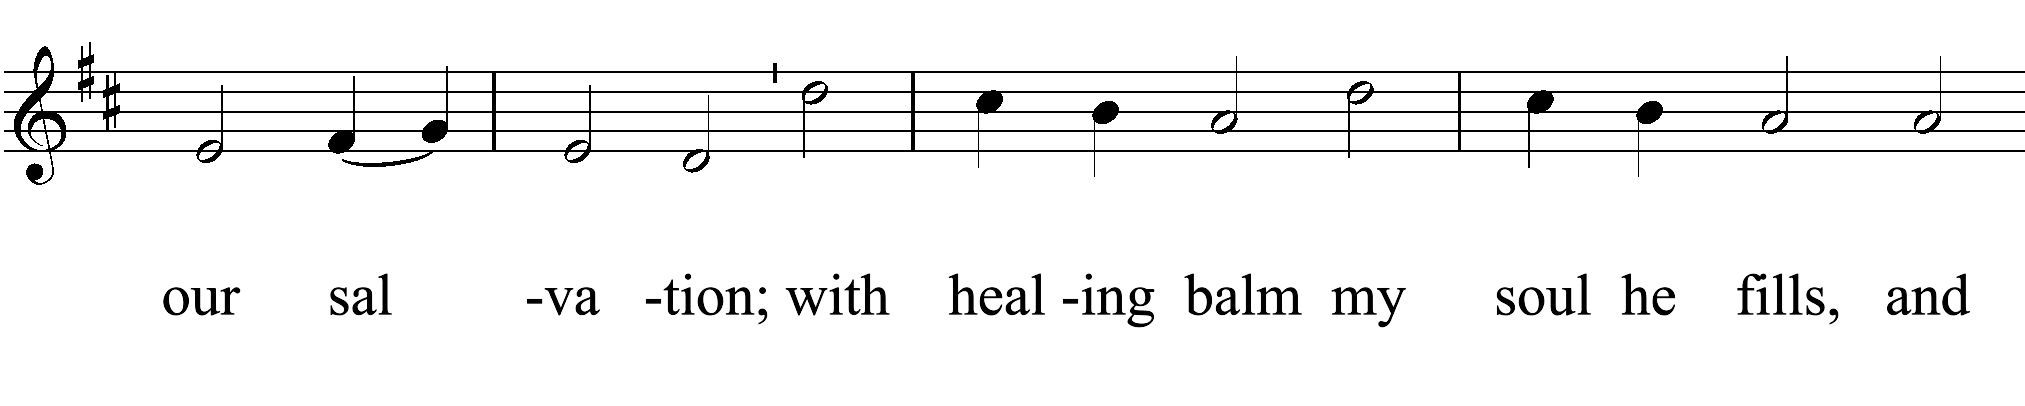 our sal -va -tion; with heal -ing balm my soul he fills, and